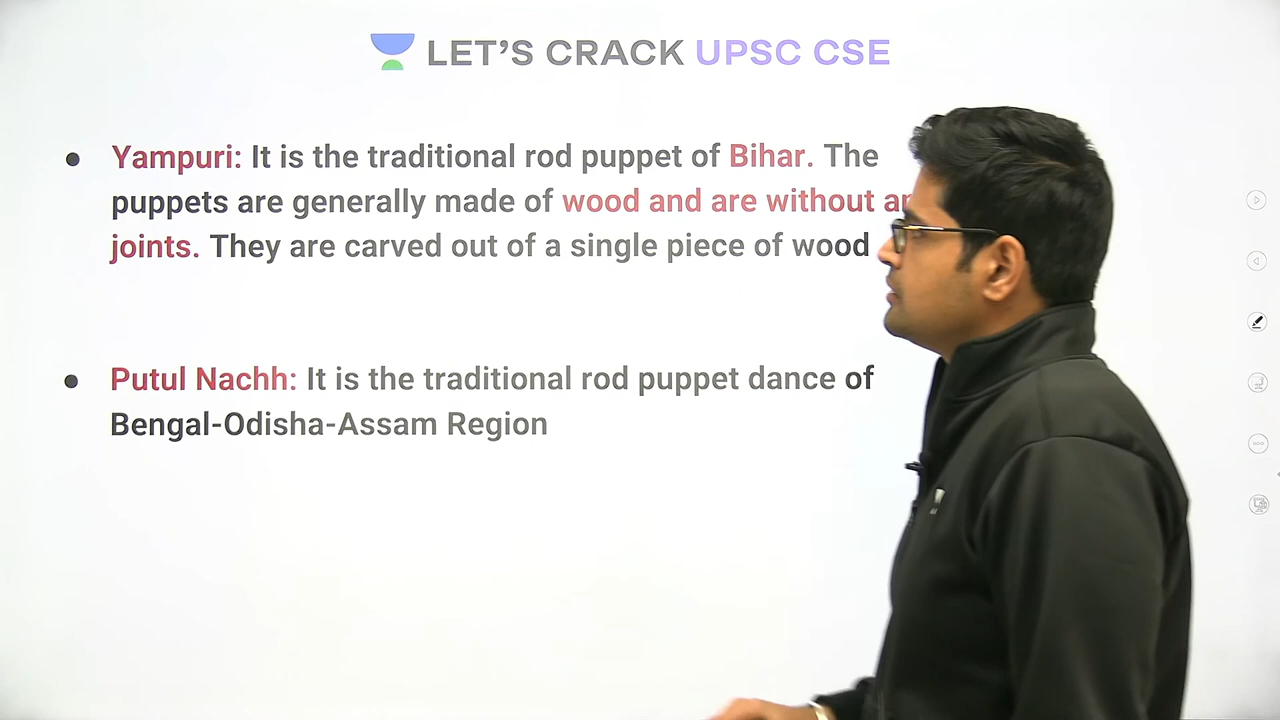 LET'S CRACK UPSC CSE
• Yampuri: It is the traditional rod puppet of Bihar. The
puppets are generally made of wood and are without
joints. They are carved out of a single piece of wood
• Putul Nachh: It is the traditional rod puppet dance of
Bengal-Odisha-Assam Region